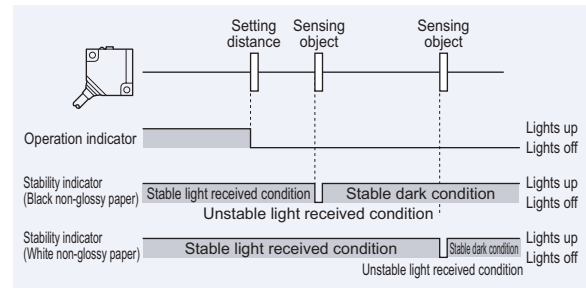 Setting distance
Sensing object
Sensing object
Operation indicator
Lights up
Lights off
Stability indicator
(Black non-glossy paper)
Stable light received condition
Stable dark condition
Lights up
Lights off
Unstable light received condition
Stability indicator
(White non-glossy paper)
Stable light received condition
Stable dark condition
Lights up
Lights off
Unstable light received condition